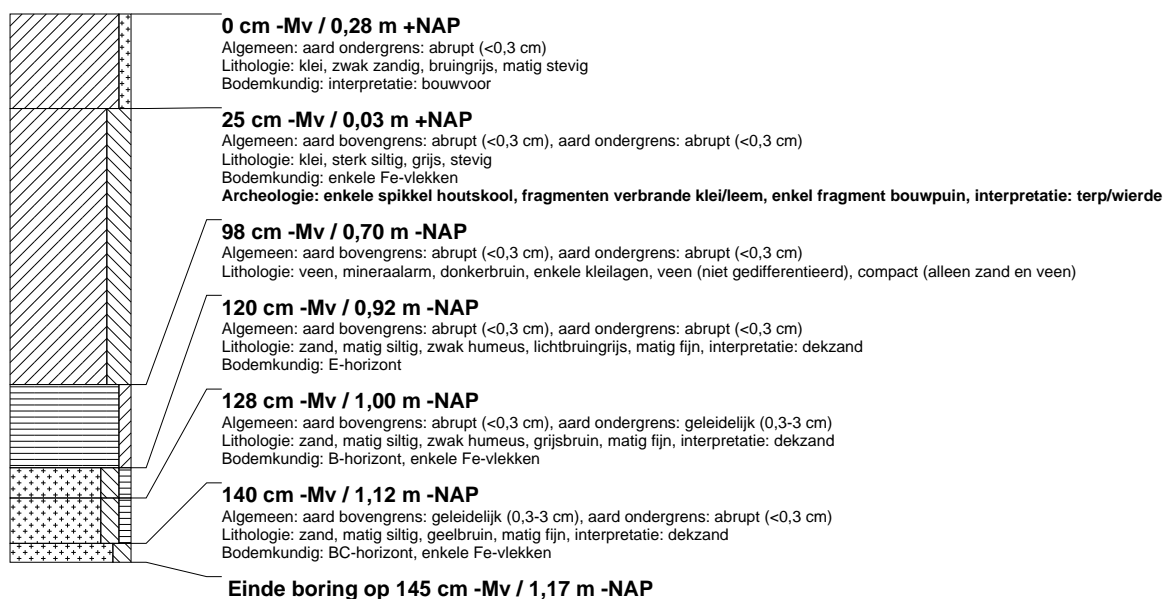 0 cm -Mv / 0,28 m +NAP
Algemeen: aard ondergrens: abrupt (<0,3 cm)
Lithologie: klei, zwak zandig, bruingrijs, matig stevig
Bodemkundig: interpretatie: bouwvoor
25 cm -Mv / 0,03 m +NAP
Algemeen: aard bovengrens: abrupt (<0,3 cm), aard ondergrens: abrupt (<0,3 cm)
Lithologie: klei, sterk siltig, grijs, stevig
Bodemkundig: enkele Fe-vlekken
Archeologie: enkele spikkel houtskool, fragmenten verbrande klei/leem, enkel fragment bouwpuin, interpretatie: terp/wierde
98 cm -Mv / 0,70 m -NAP
Algemeen: aard bovengrens: abrupt (<0,3 cm), aard ondergrens: abrupt (<0,3 cm)
Lithologie: veen, mineraalarm, donkerbruin, enkele kleilagen, veen (niet gedifferentieerd), compact (alleen zand en veen)
120 cm -Mv / 0,92 m -NAP
Algemeen: aard bovengrens: abrupt (<0,3 cm), aard ondergrens: abrupt (<0,3 cm)
Lithologie: zand, matig siltig, zwak humeus, lichtbruingrijs, matig fijn, interpretatie: dekzand
Bodemkundig: E-horizont
128 cm -Mv / 1,00 m -NAP
Algemeen: aard bovengrens: abrupt (<0,3 cm), aard ondergrens: geleidelijk (0,3-3 cm)
Lithologie: zand, matig siltig, zwak humeus, grijsbruin, matig fijn, interpretatie: dekzand
Bodemkundig: B-horizont, enkele Fe-vlekken
140 cm -Mv / 1,12 m -NAP
Algemeen: aard bovengrens: geleidelijk (0,3-3 cm), aard ondergrens: abrupt (<0,3 cm)
Lithologie: zand, matig siltig, geelbruin, matig fijn, interpretatie: dekzand
Bodemkundig: BC-horizont, enkele Fe-vlekken
Einde boring op 145 cm -Mv / 1,17 m -NAP